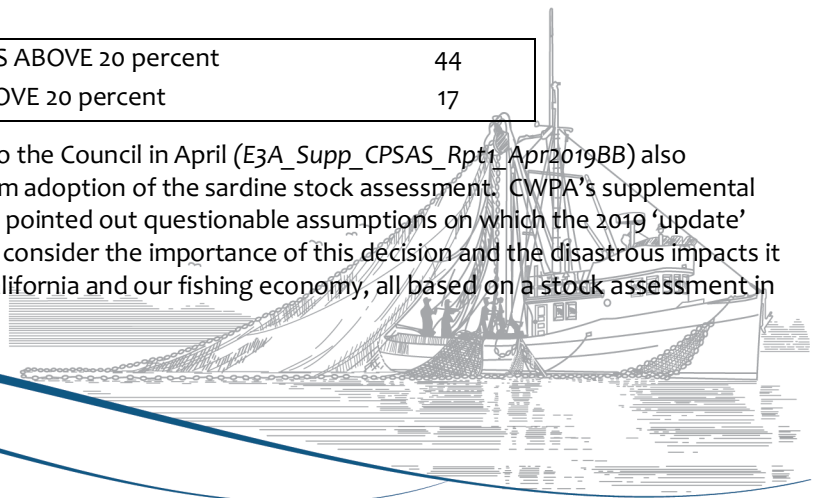 S ABOVE 20 percent 44
OVE 20 percent 17
o the Council in April (E3A_Supp_CPSAS_Rpt1_Apr2019BB) also
m adoption of the sardine stock assessment. CWPA's supplemental
pointed out questionable assumptions on which the 2019 'update'
consider the importance of this decision and the disastrous impacts it
lifornia and our fishing economy, all based on a stock assessment in